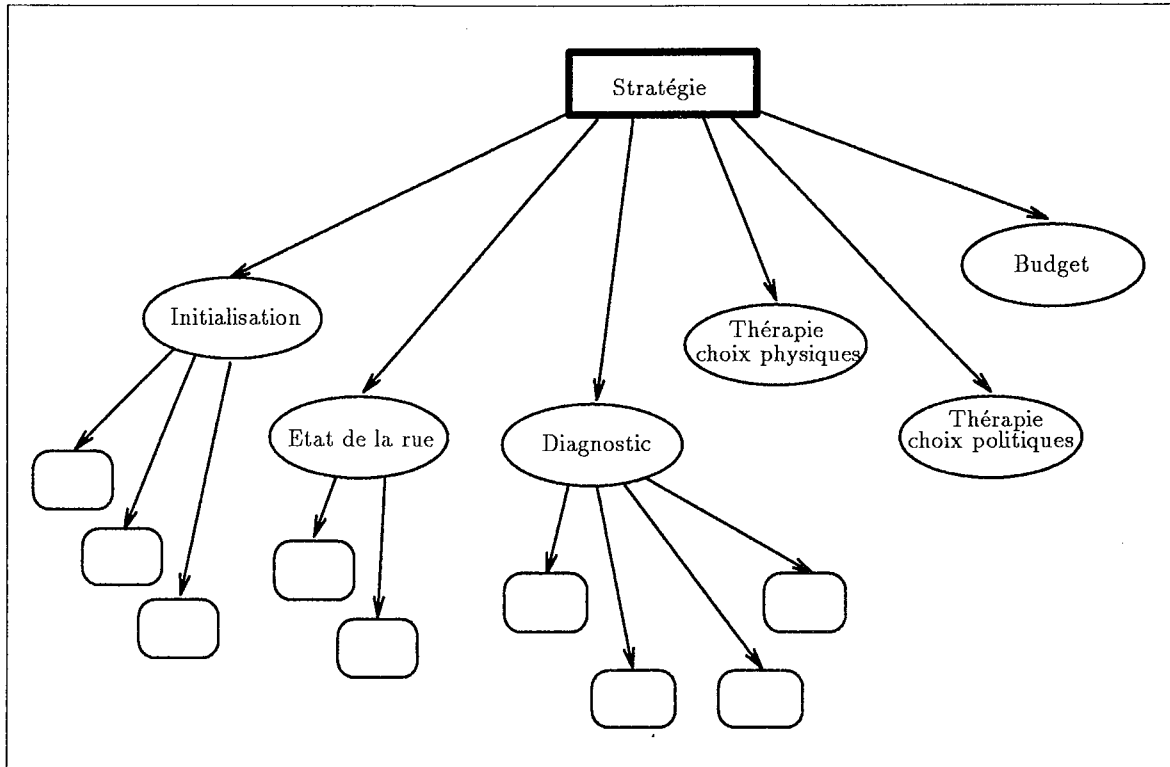 Stratégie
Budget
Initialisation
Thérapie
choix physiques
Etat de la rue
Diagnostic
Thérapie
choix politiques